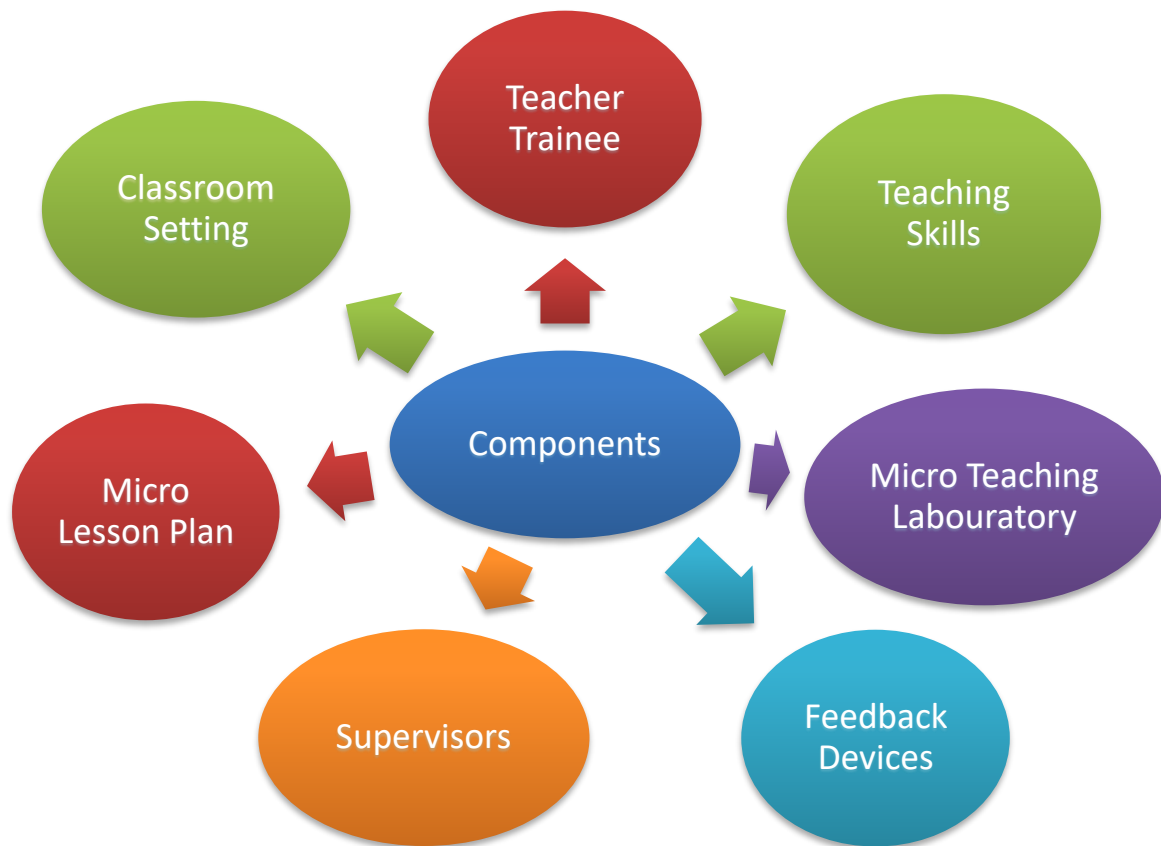 Teacher
Trainee
Classroom
Setting
Teaching
Skills
Components
Micro
Lesson Plan
Micro Teaching
Labouratory
Supervisors
Feedback
Devices